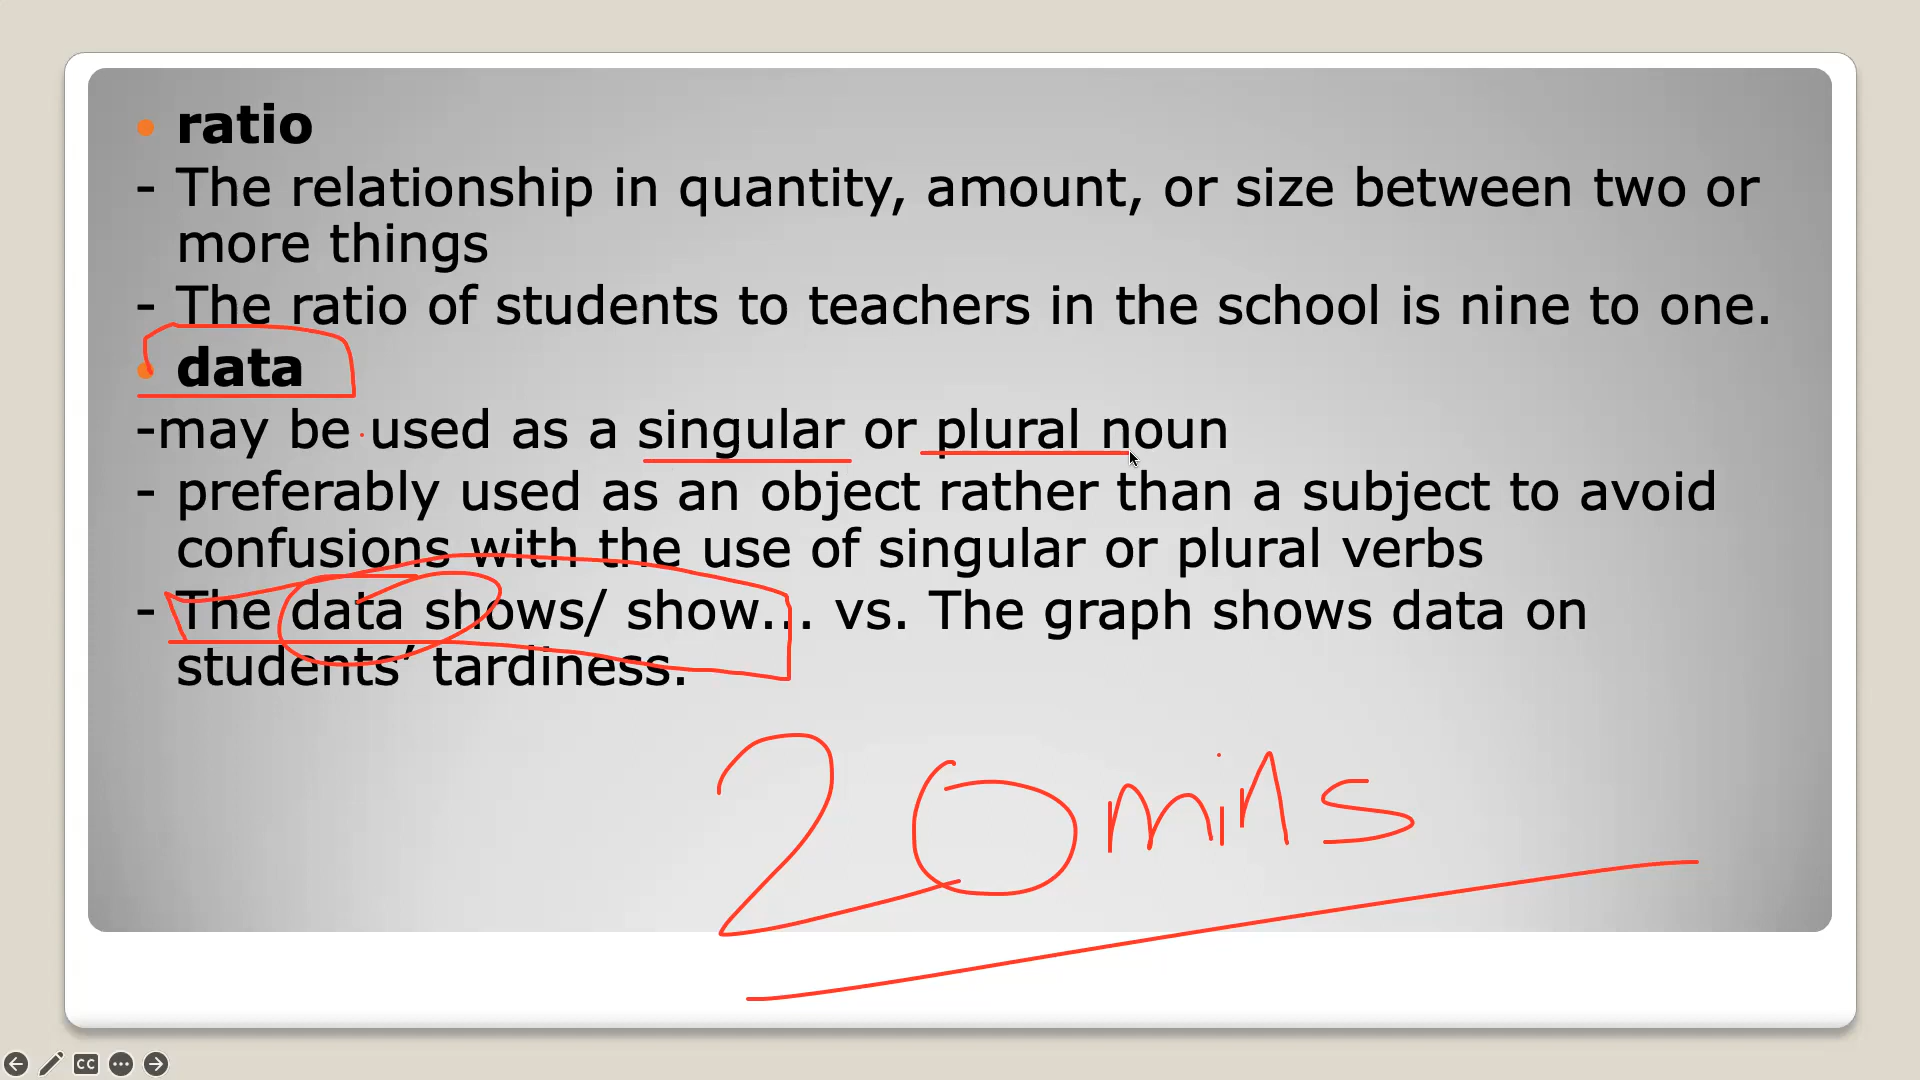 • ratio
- The relationship in quantity, amount, or size between two or
more things
- The ratio of students to teachers in the school is nine to one.
• data
-may be used as a singular or plural noun
- preferably used as an object rather than a subject to avoid
confusions with the use of singular or plural verbs
- The data shows/ show... vs. The graph shows data on
students’ tardiness.
20 mins
CC